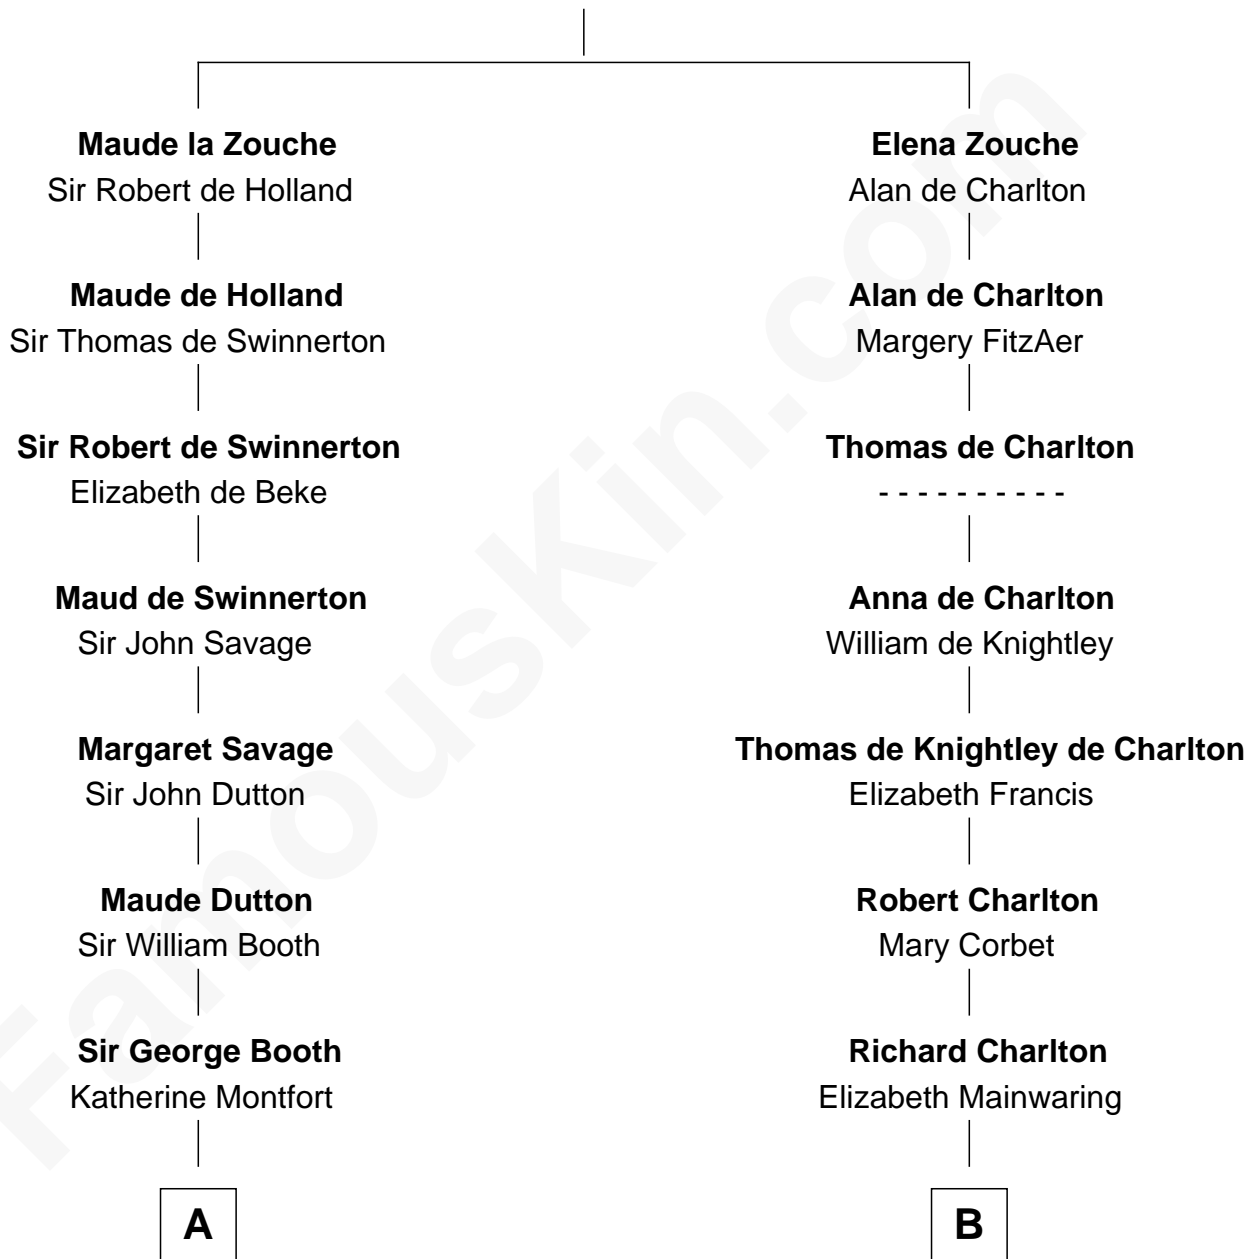 Maude la Zouche
Sir Robert de Holland
Maude de Holland
Sir Thomas de Swinnerton
Sir Robert de Swinnerton
Elizabeth de Beke
Maud de Swinnerton
Sir John Savage
Margaret Savage
Sir John Dutton
Maude Dutton
Sir William Booth
Sir George Booth
Katherine Montfort
A
Elena Zouche
Alan de Charlton
Alan de Charlton
Margery FitzAer
Thomas de Charlton
- - - - - - - - - -
Anna de Charlton
William de Knightley
Thomas de Knightley de Charlton
Elizabeth Francis
Robert Charlton
Mary Corbet
Richard Charlton
Elizabeth Mainwaring
B
FamousKin.com